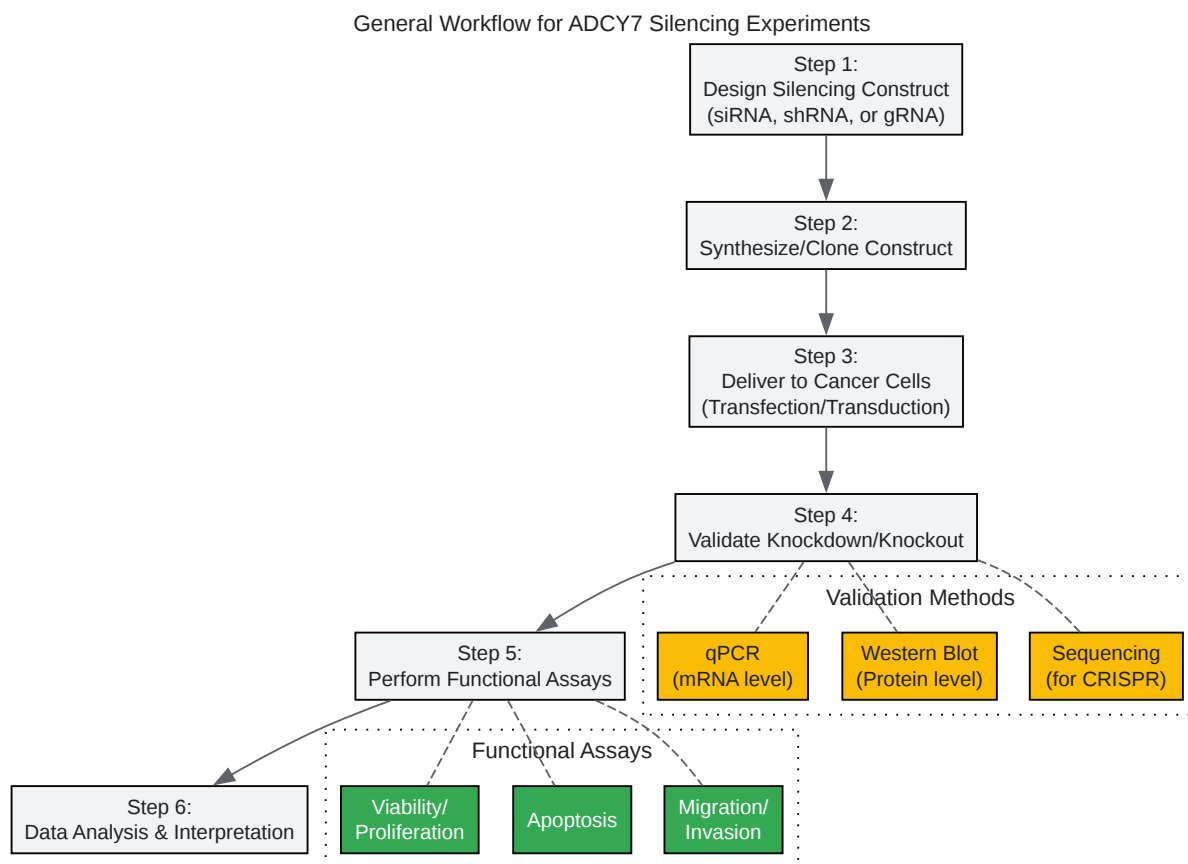 General Workflow for ADCY7 Silencing Experiments
Step 1:
Design Silencing Construct
(siRNA, shRNA, or gRNA)
Step 2:
Synthesize/Clone Construct
Step 3:
Deliver to Cancer Cells
(Transfection/Transduction)
Step 4:
Validate Knockdown/Knockout
Validation Methods
qPCR
(mRNA level)
Western Blot
(Protein level)
Sequencing
(for CRISPR)
Step 5:
Perform Functional Assays
Functional Assays
Viability/
Proliferation
Apoptosis
Migration/
Invasion
Step 6:
Data Analysis & Interpretation